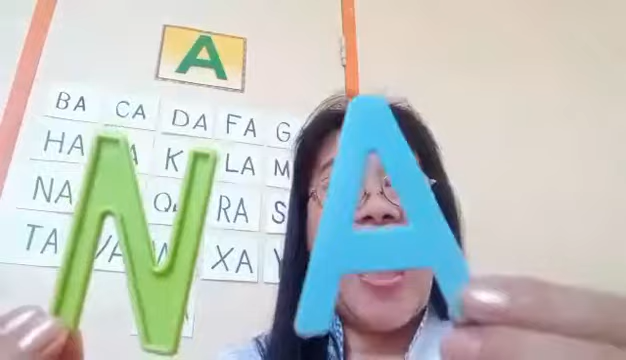 A
BA CA DA FA G
HA A K LA M
NA RA S
TA XA
N A